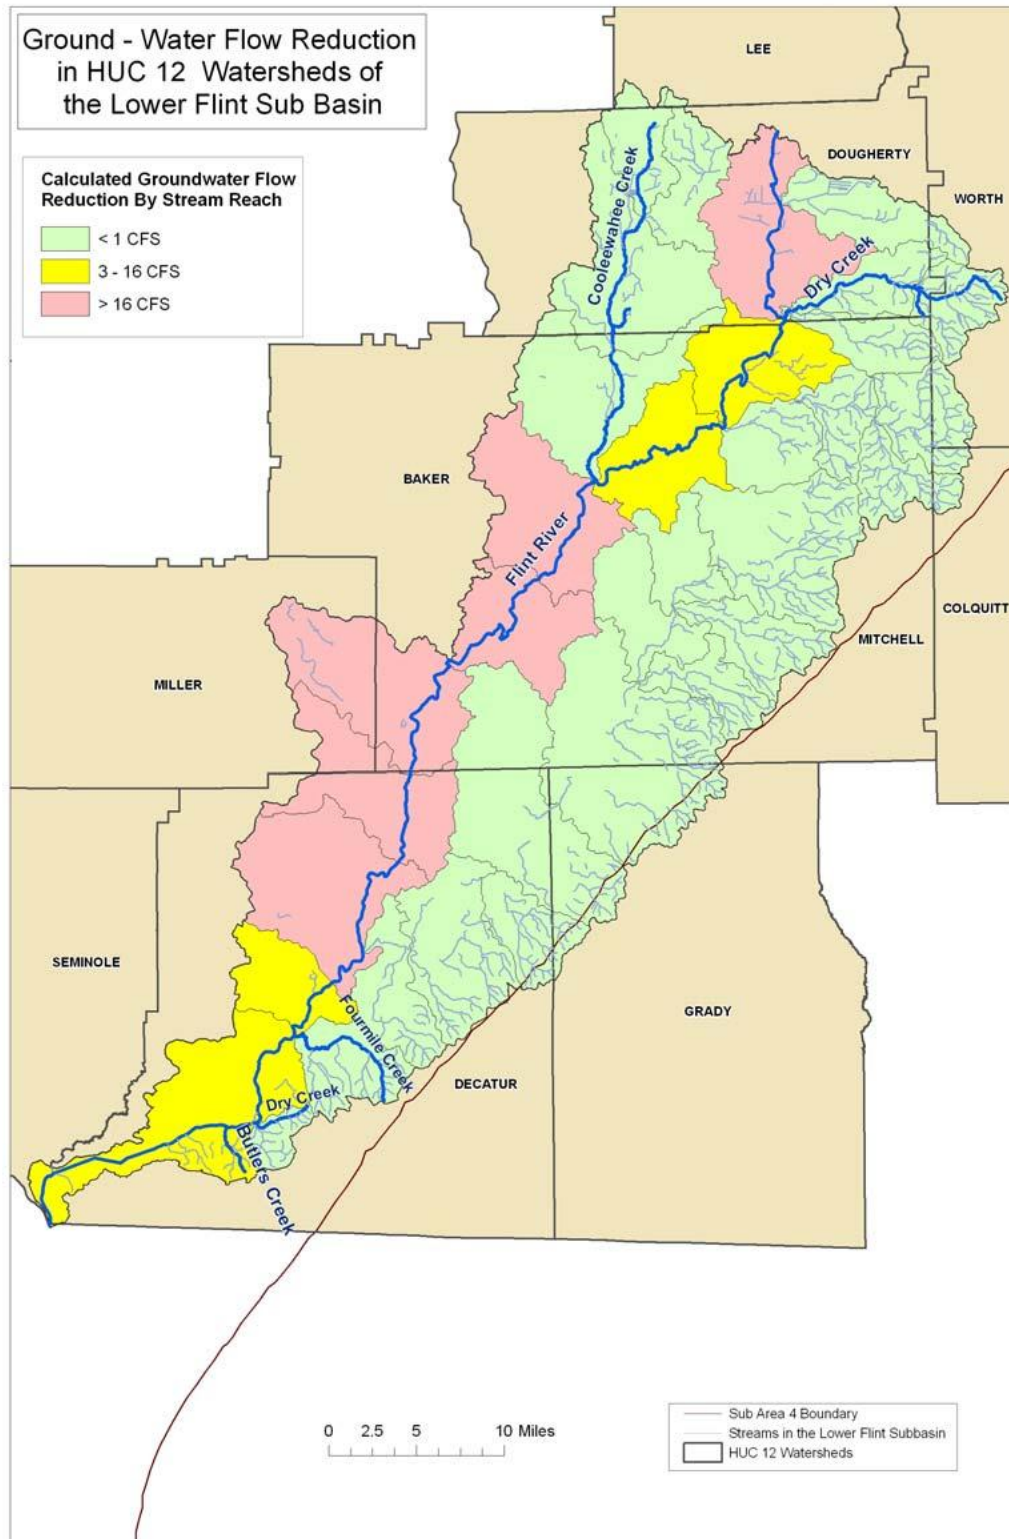 Ground - Water Flow Reduction
in HUC 12 Watersheds of
the Lower Flint Sub Basin
Calculated Groundwater Flow
Reduction By Stream Reach
< 1 CFS
3 - 16 CFS
> 16 CFS
LEE
DOUGHERTY
WORTH
Cooleewahee Creek
Dry Creek
BAKER
Flint River
COLQUITT
MITCHELL
MILLER
SEMINOLE
GRADY
Fourmile Creek
DECATUR
Dry Creek
Butlers Creek
0 2.5 5 10 Miles
Sub Area 4 Boundary
Streams in the Lower Flint Subbasin
HUC 12 Watersheds